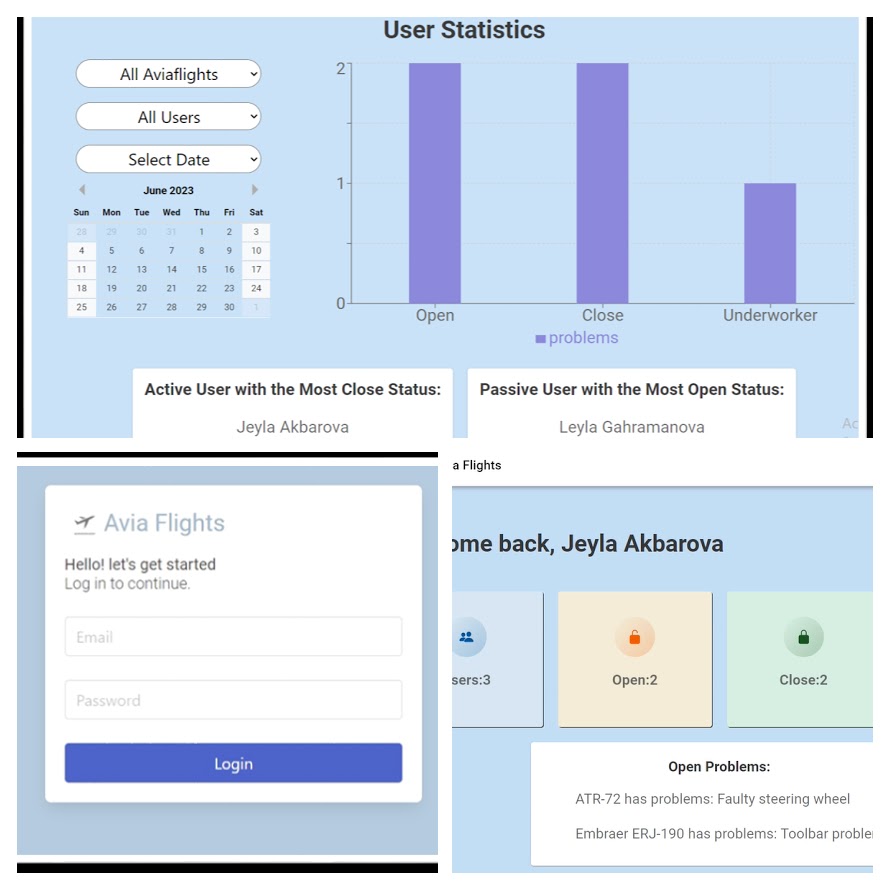 User Statistics
All Aviaflights
All Users
Select Date
June 2023
Sun Mon Tue Wed Thu Fri Sat
28 29 30 31 1 2 3
4 5 6 7 8 9 10
11 12 13 14 15 16 17
18 19 20 21 22 23 24
25 26 27 28 29 30 1
2
1
0
Open Close Underworker
problems
Active User with the Most Close Status:
Jeyla Akbarova
Passive User with the Most Open Status:
Leyla Gahramanova
Avia Flights
Hello! let's get started
Log in to continue.
Email
Password
Login
a Flights
ome back, Jeyla Akbarova
sers:3
Open:2
Close:2
Open Problems:
ATR-72 has problems: Faulty steering wheel
Embraer ERJ-190 has problems: Toolbar proble